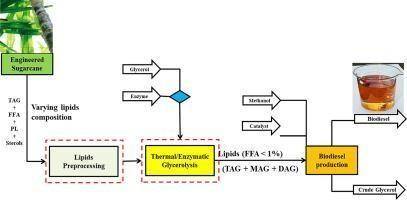 Engineered
Sugarcane
TAG
+
FFA
+
PL
+
Sterols
Varying lipids
composition
Lipids
Preprocessing
Glycerol
Enzyme
Thermal/Enzymatic
Glycerolysis
Lipids (FFA < 1%)
(TAG + MAG + DAG)
Methanol
Catalyst
Biodiesel
production
Biodiesel
Crude Glycerol